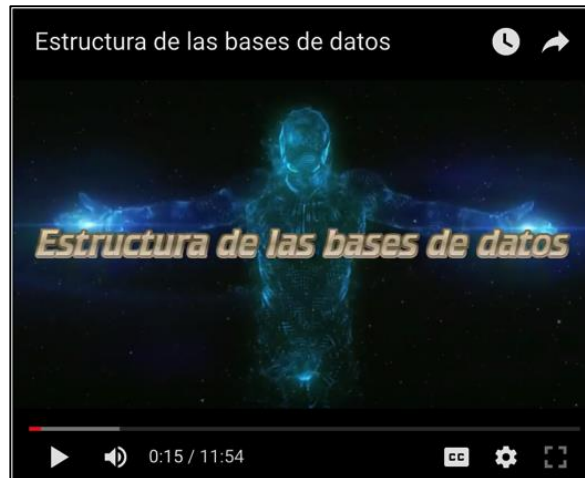 Estructura de las bases de datos
Estructura de las bases de datos
0:15 / 11:54
CC